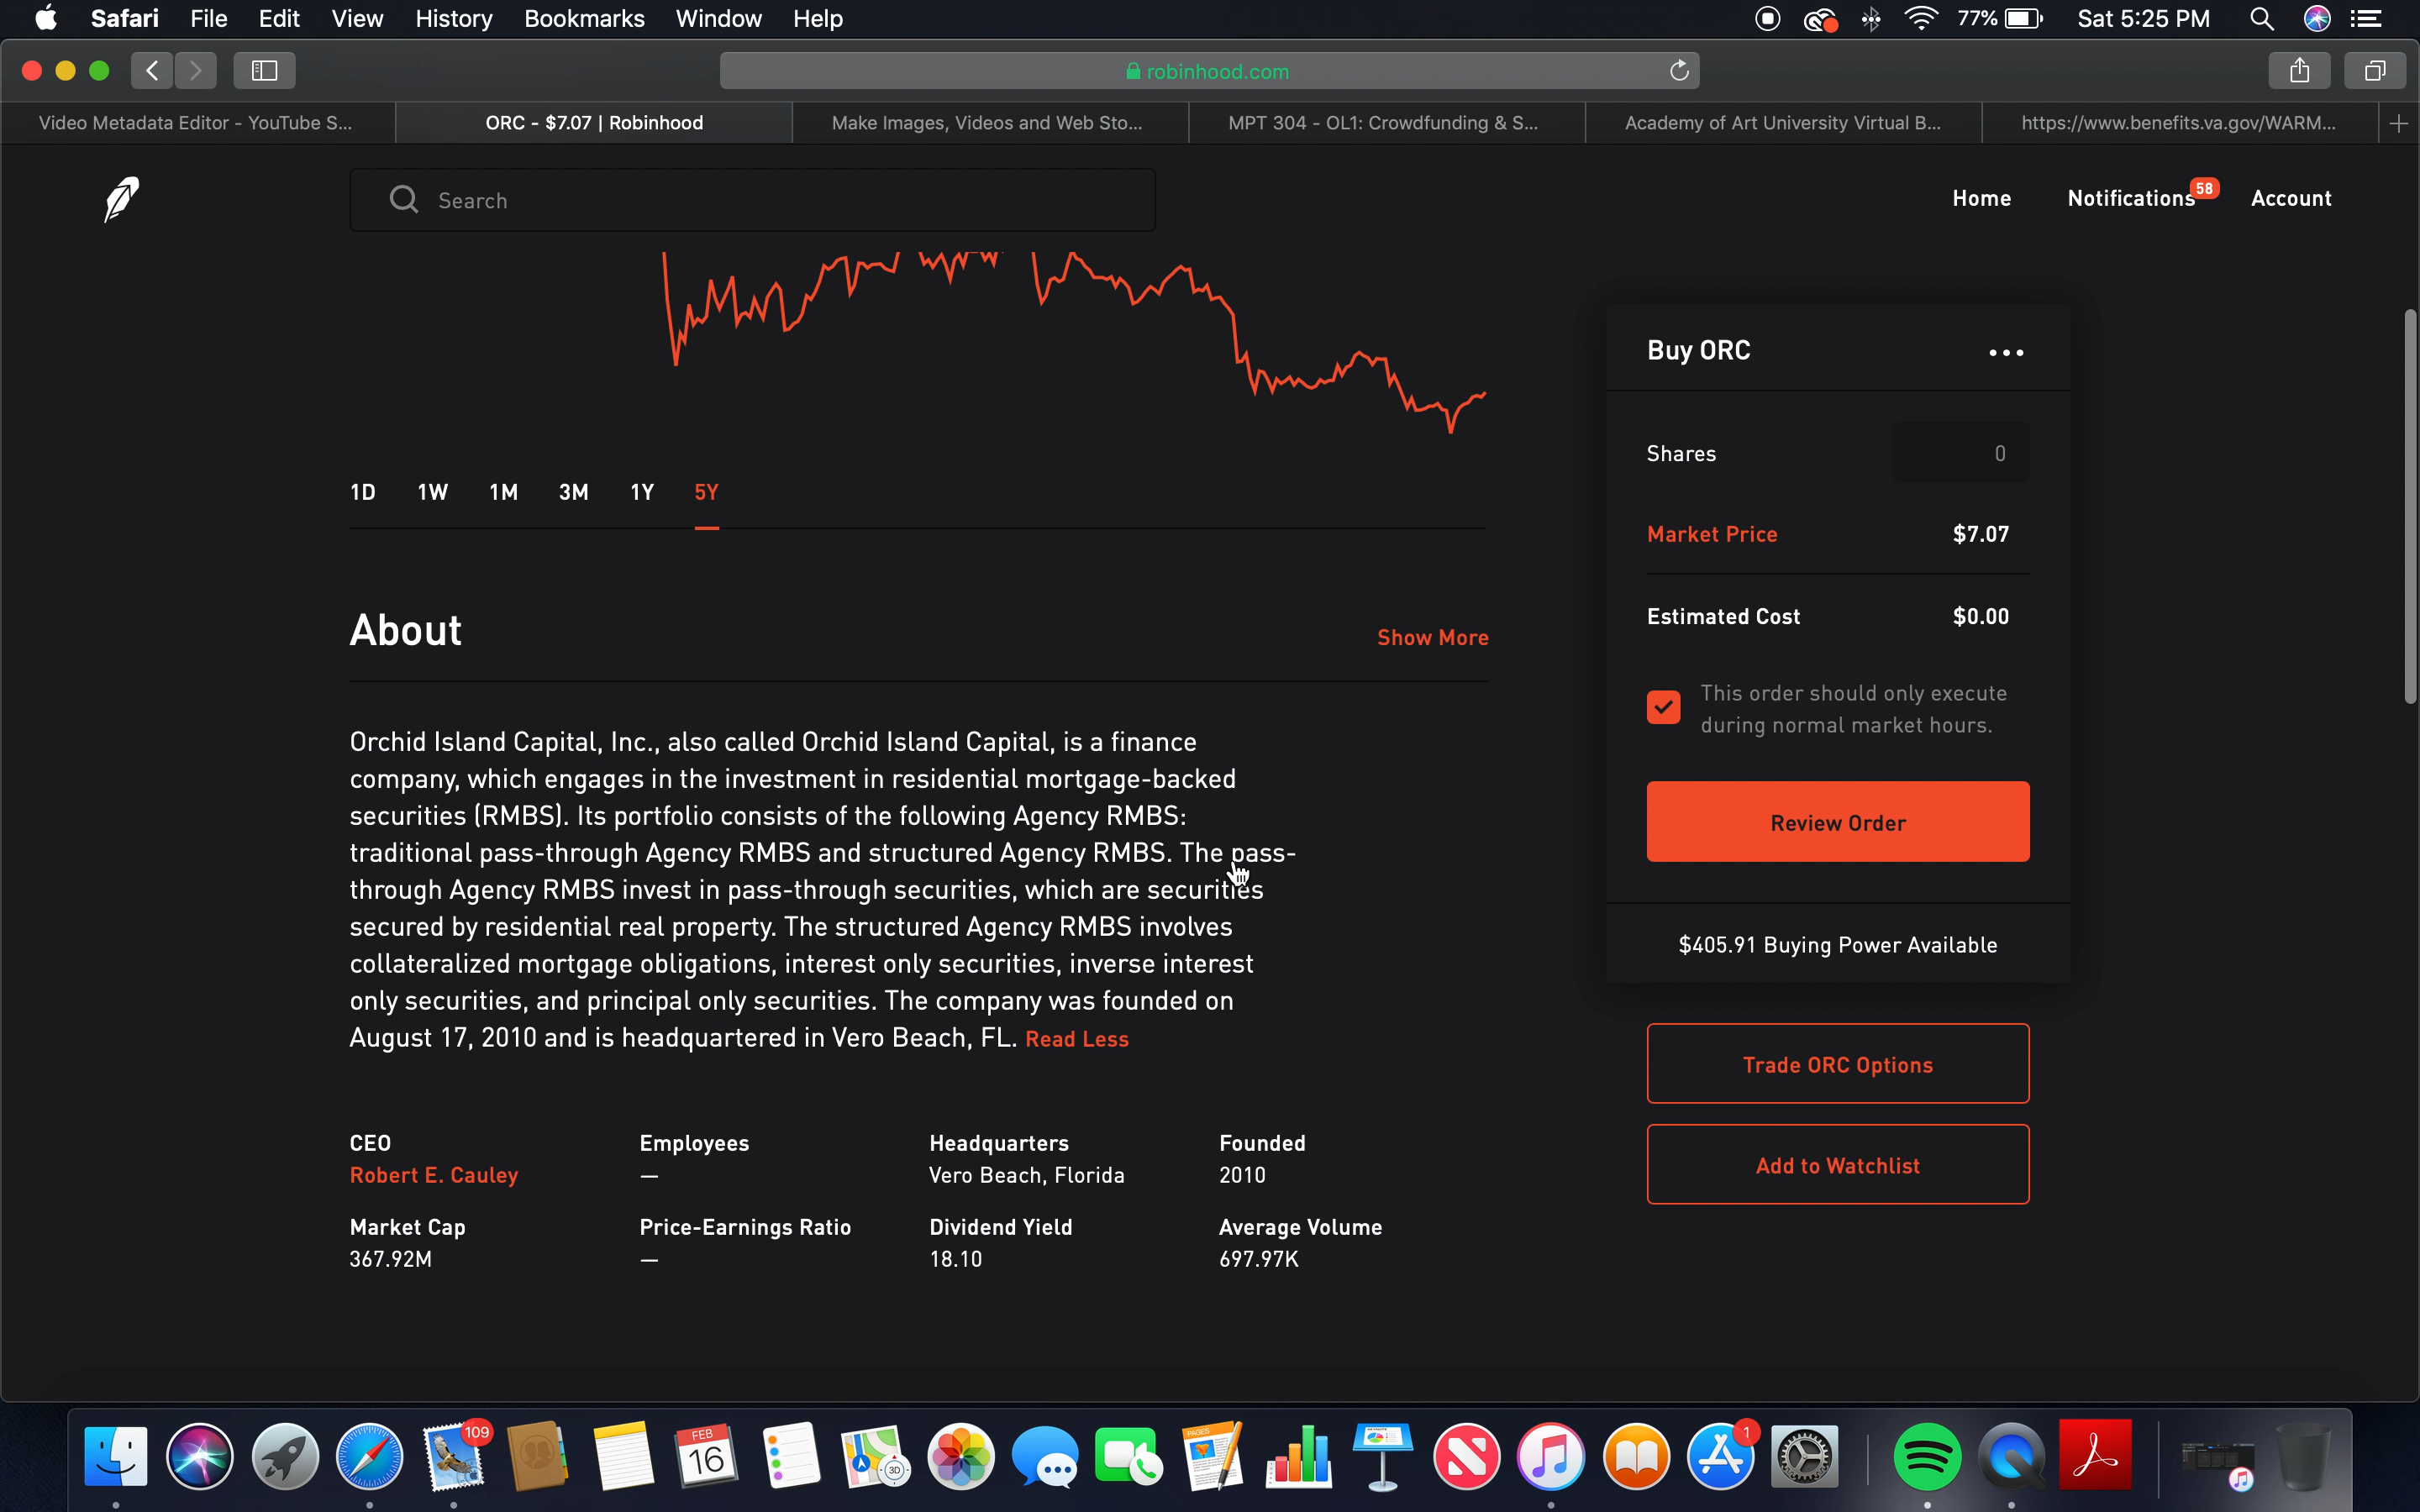 Safari File Edit View History Bookmarks Window Help 77% Sat 5:25 PM
robinhood.com
Video Metadata Editor - YouTube S... ORC - $7.07 | Robinhood Make Images, Videos and Web Sto... MPT 304 - OL1: Crowdfunding & S... Academy of Art University Virtual B... https://www.benefits.va.gov/WARM...
Search Home Notifications 58 Account
1D 1W 1M 3M 1Y 5Y
About Show More
Orchid Island Capital, Inc., also called Orchid Island Capital, is a finance
company, which engages in the investment in residential mortgage-backed
securities (RMBS). Its portfolio consists of the following Agency RMBS:
traditional pass-through Agency RMBS and structured Agency RMBS. The pass-
through Agency RMBS invest in pass-through securities, which are securities
secured by residential real property. The structured Agency RMBS involves
collateralized mortgage obligations, interest only securities, inverse interest
only securities, and principal only securities. The company was founded on
August 17, 2010 and is headquartered in Vero Beach, FL. Read Less
CEO Employees Headquarters Founded
Robert E. Cauley — Vero Beach, Florida 2010
Market Cap Price-Earnings Ratio Dividend Yield Average Volume
367.92M — 18.10 697.97K
Buy ORC
Shares 0
Market Price $7.07
Estimated Cost $0.00
This order should only execute
during normal market hours.
Review Order
$405.91 Buying Power Available
Trade ORC Options
Add to Watchlist
109
FEB
16
3D
1